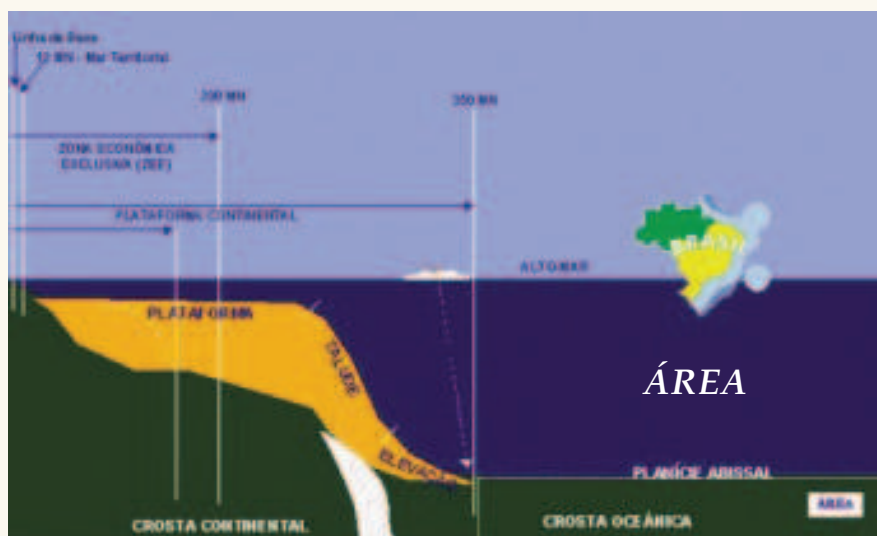 Linha de Base
12 MN - Mar Territorial
200 MN
350 MN
ZONA ECONÔMICA
EXCLUSIVA (ZEE)
PLATAFORMA CONTINENTAL
ALTO MAR
BRASIL
PLATAFORMA
TALUDE
ÁREA
PLANÍCIE ABISSAL
CROSTA CONTINENTAL
CROSTA OCEÂNICA
ÁREA